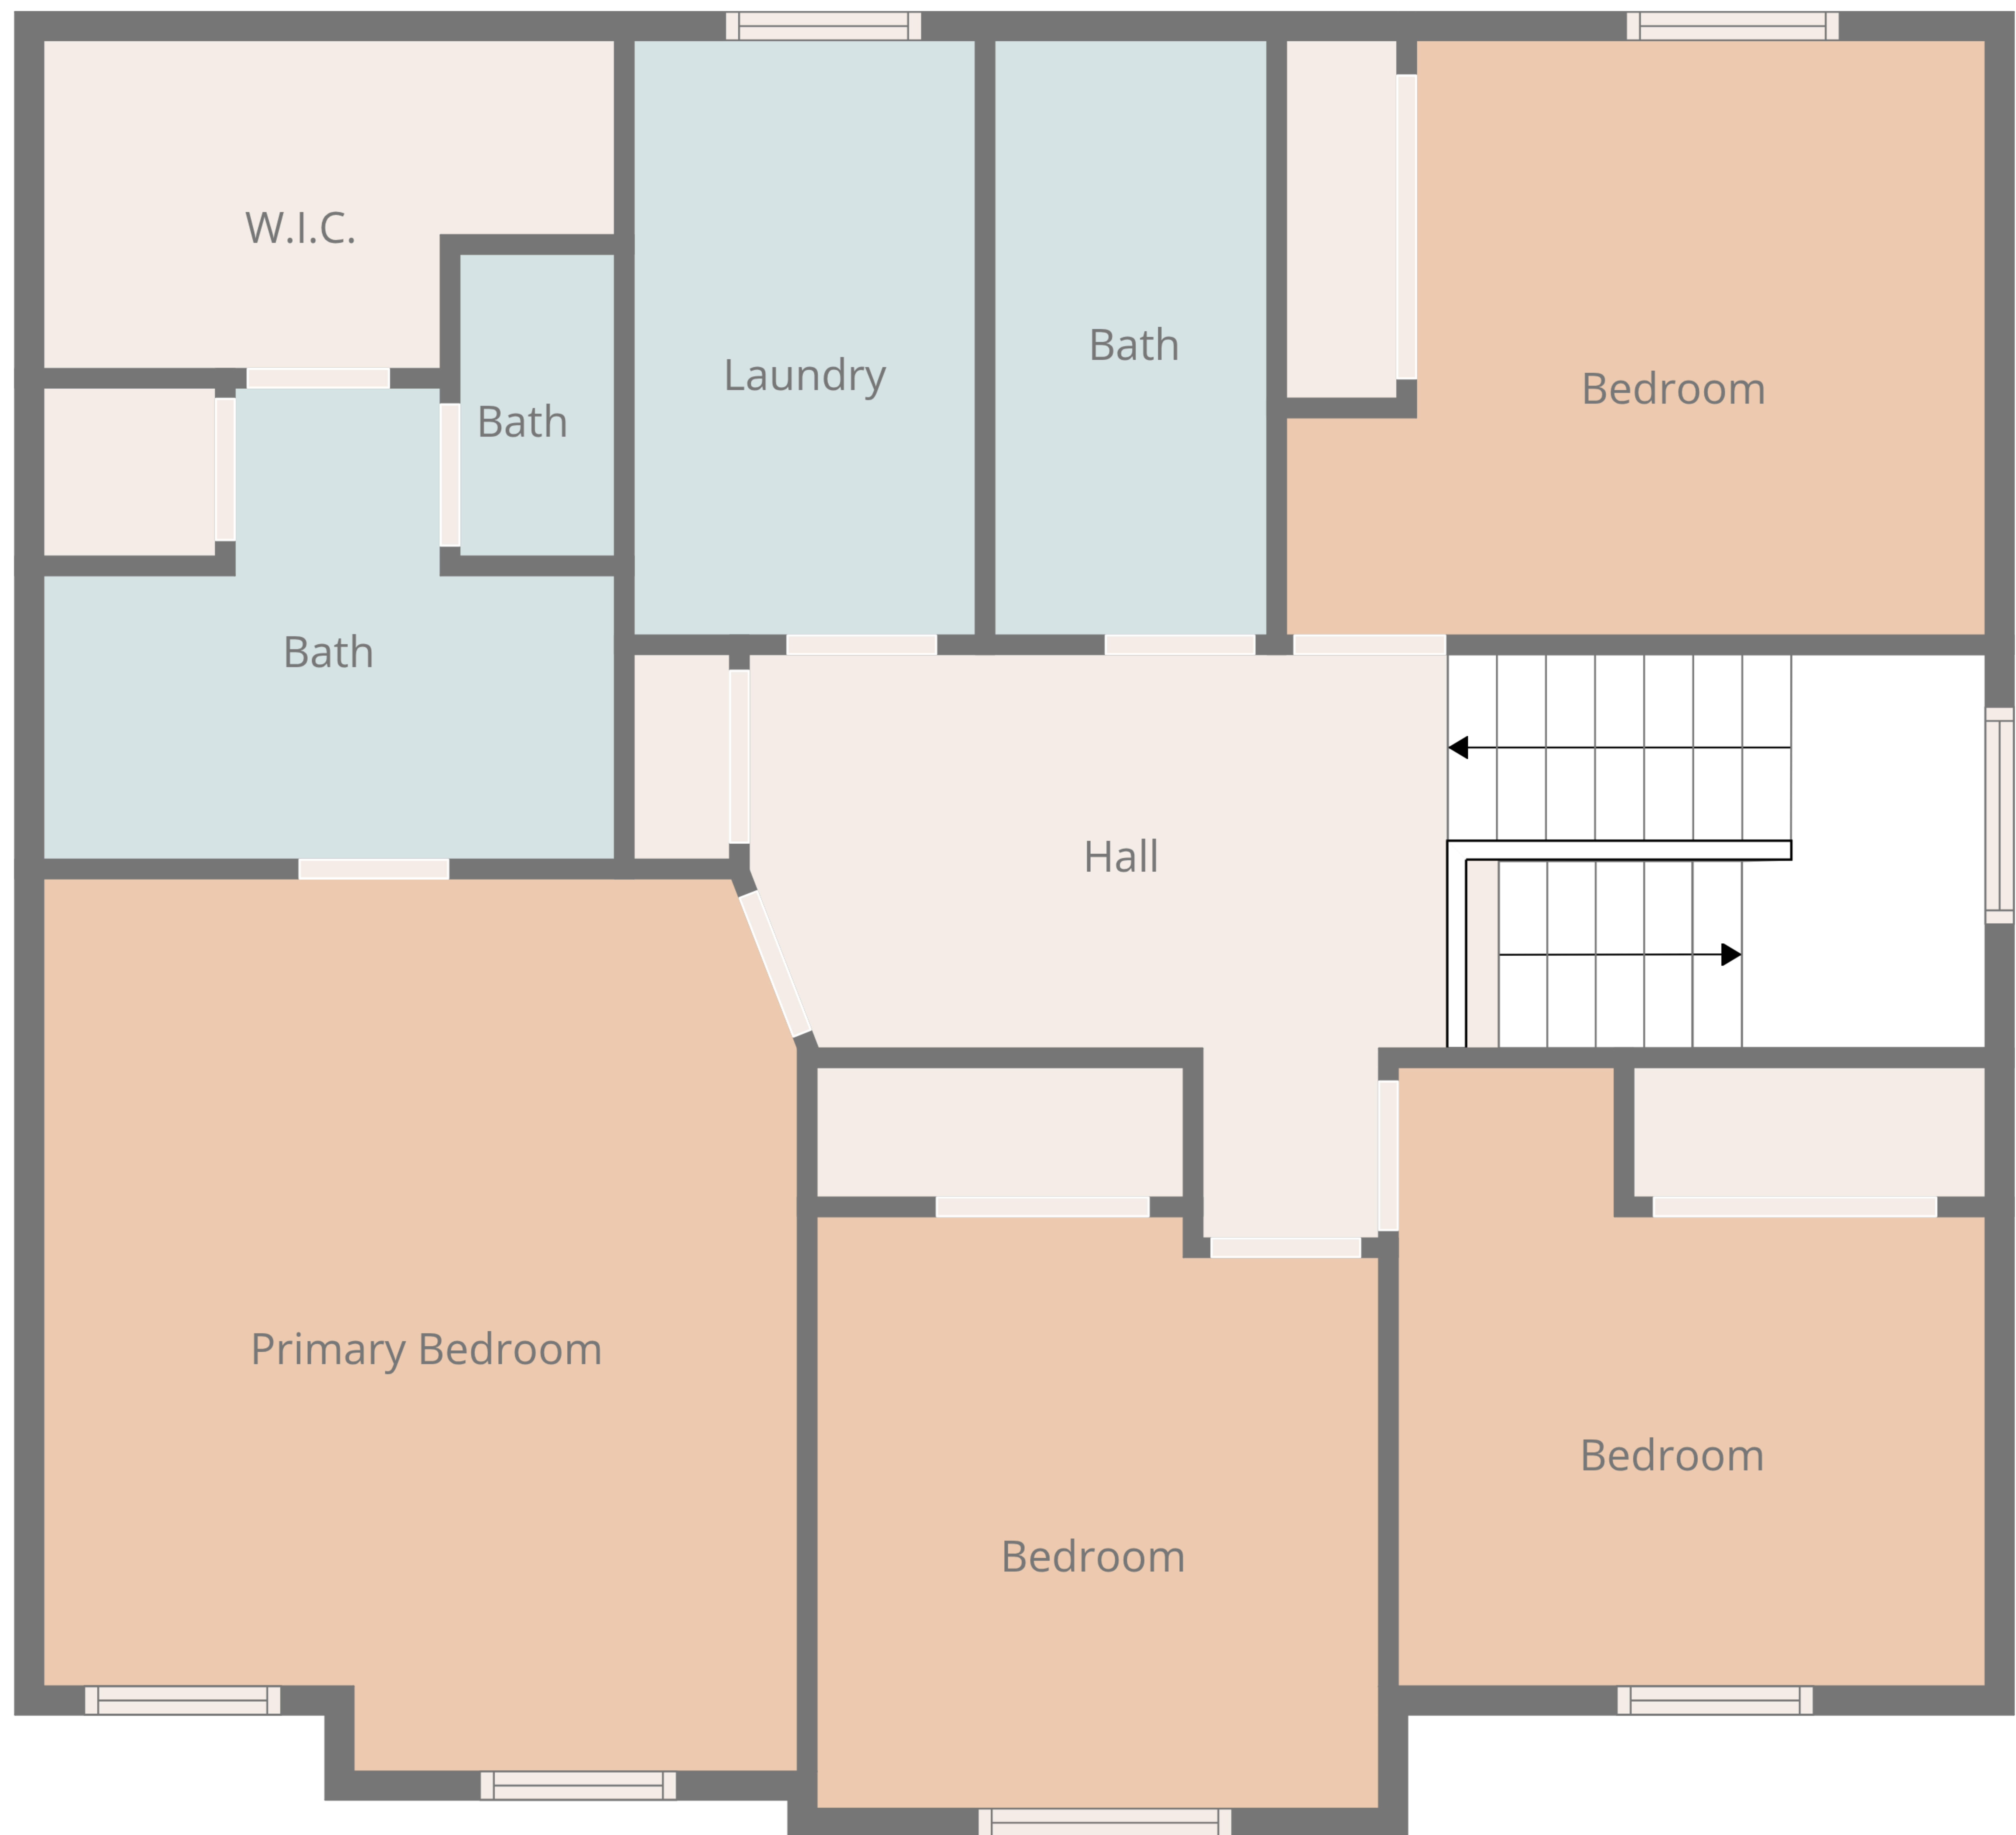 W.I.C.
Bath
Laundry
Bath
Bedroom
Bath
Hall
Primary Bedroom
Bedroom
Bedroom